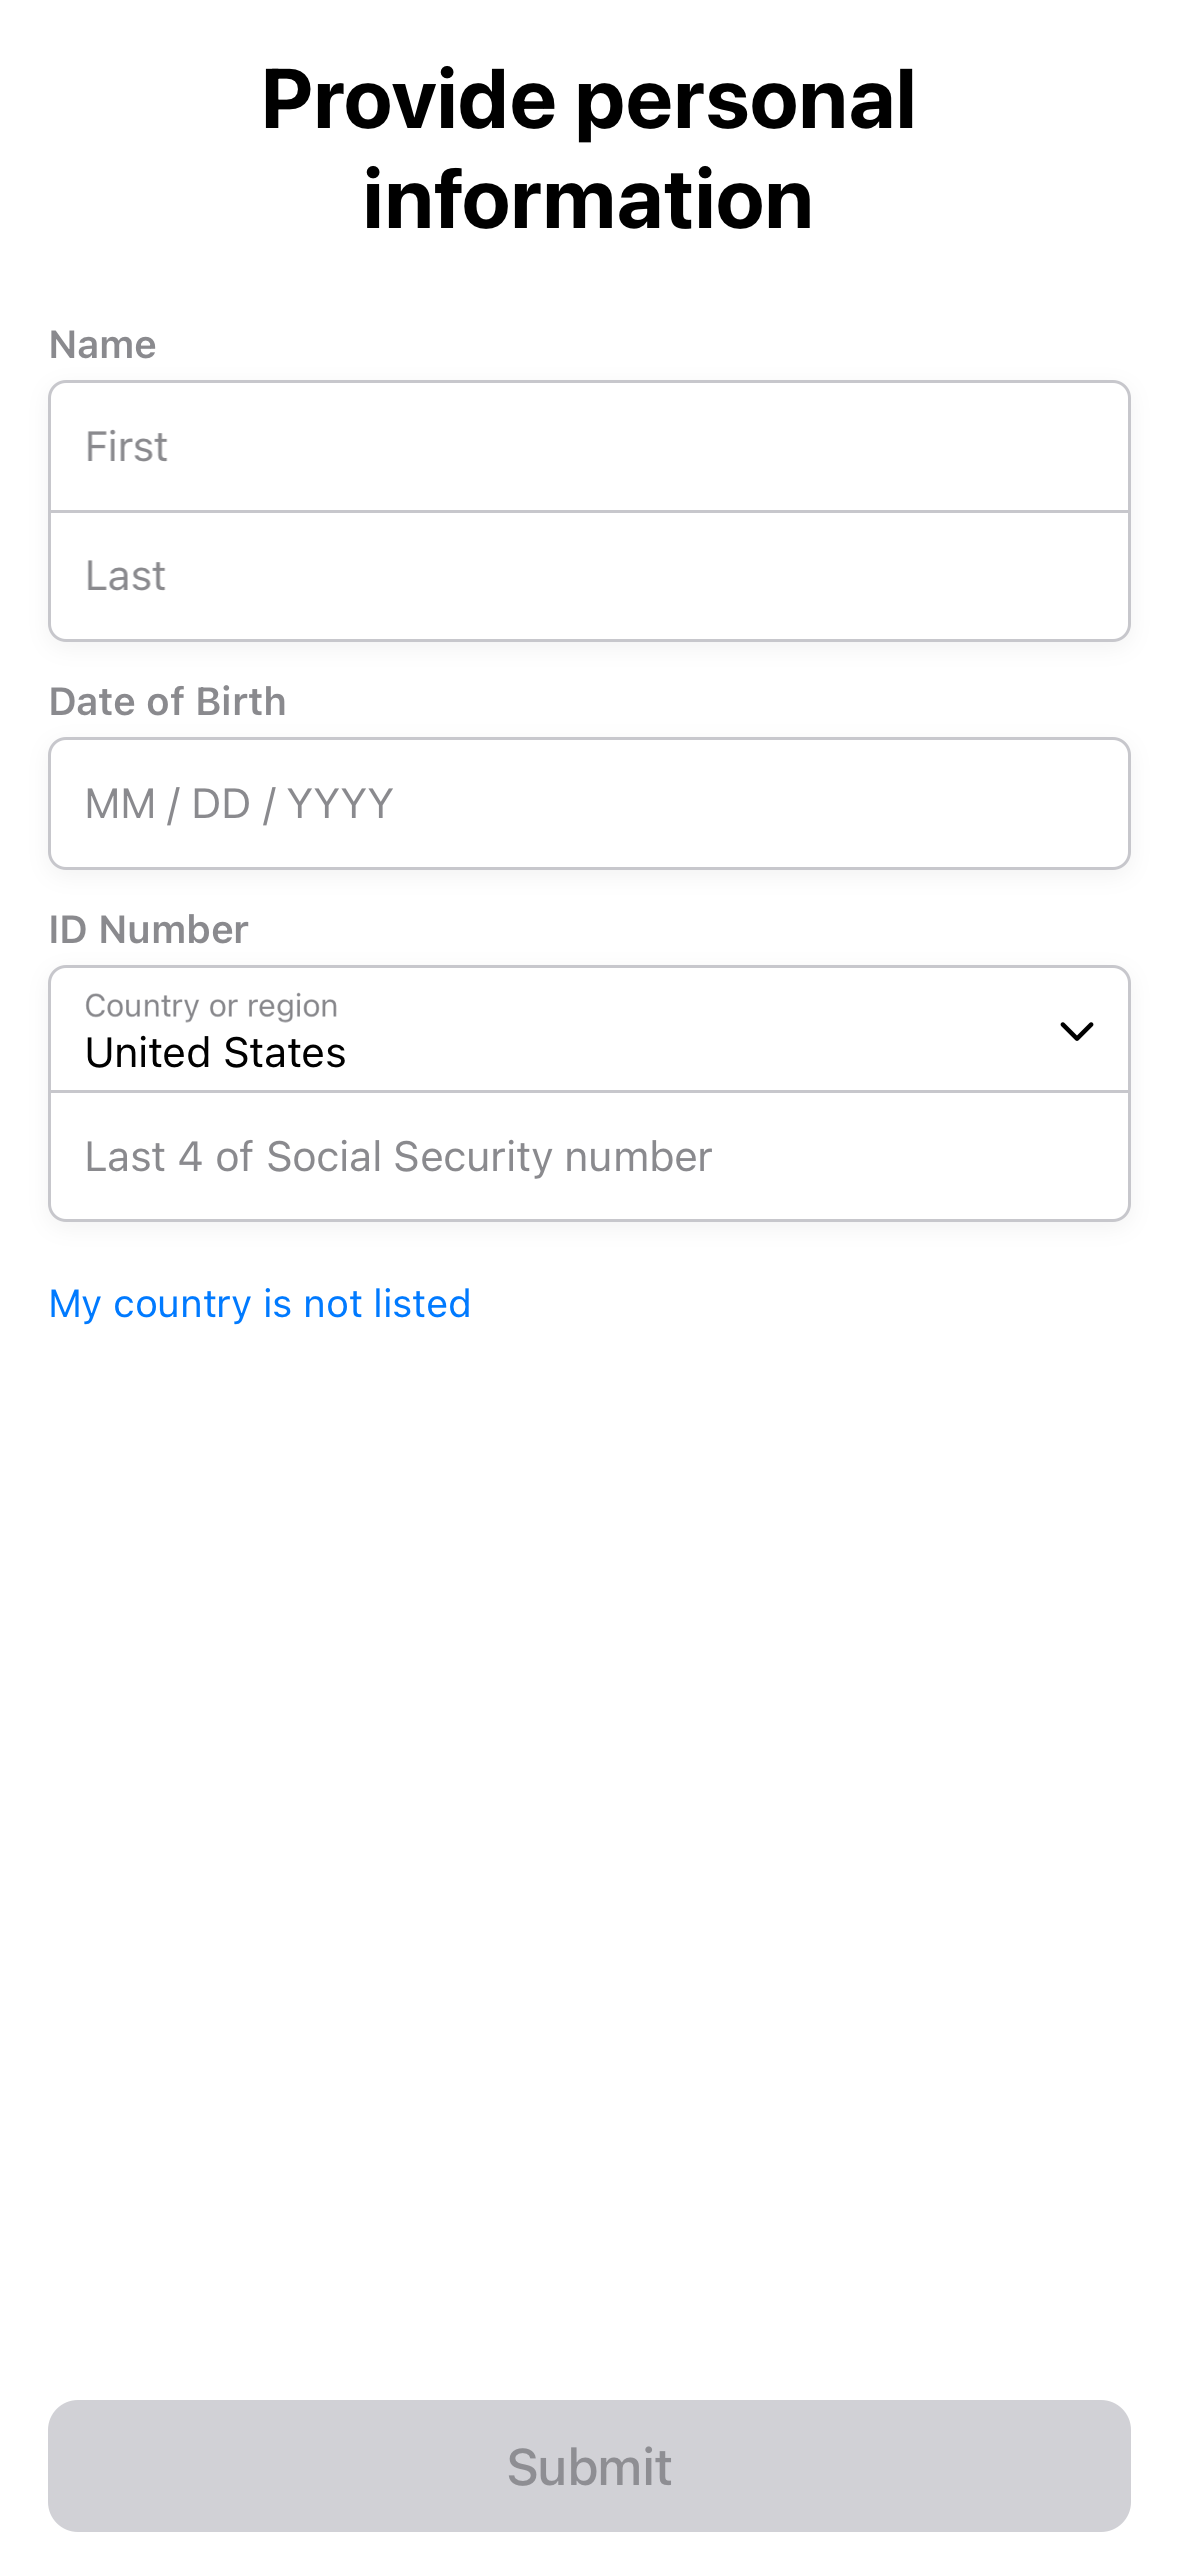 Provide personal
information
Name
First
Last
Date of Birth
MM / DD / YYYY
ID Number
Country or region
United States
Last 4 of Social Security number
My country is not listed
Submit